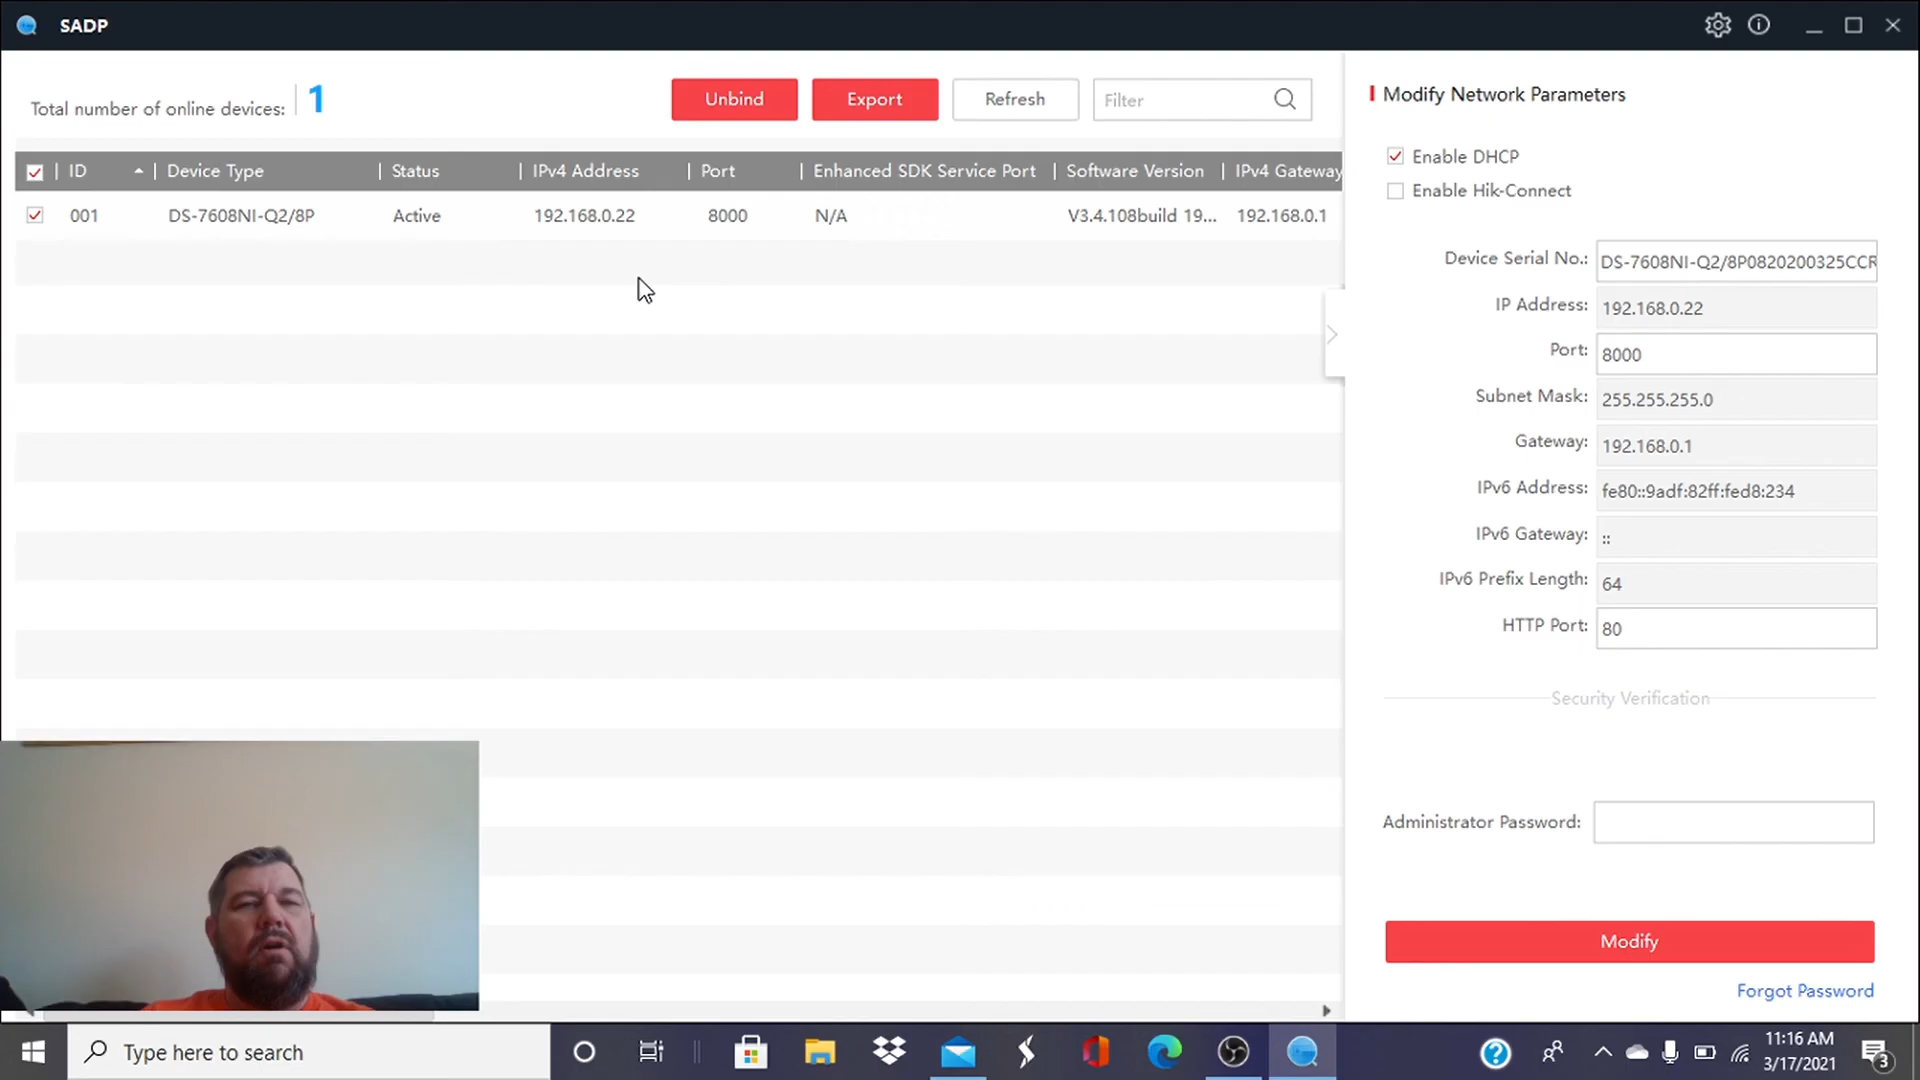 SADP
Total number of online devices: 1
Unbind
Export
Refresh
Filter
ID
Device Type
Status
IPv4 Address
Port
Enhanced SDK Service Port
Software Version
IPv4 Gateway
001
DS-7608NI-Q2/8P
Active
192.168.0.22
8000
N/A
V3.4.108build 19...
192.168.0.1
Modify Network Parameters
Enable DHCP
Enable Hik-Connect
Device Serial No.: DS-7608NI-Q2/8P0820200325CCR
IP Address: 192.168.0.22
Port: 8000
Subnet Mask: 255.255.255.0
Gateway: 192.168.0.1
IPv6 Address: fe80::9adf:82ff:fed8:234
IPv6 Gateway: ::
IPv6 Prefix Length: 64
HTTP Port: 80
Security Verification
Administrator Password:
Modify
Forgot Password
Type here to search
11:16 AM
3/17/2021
3